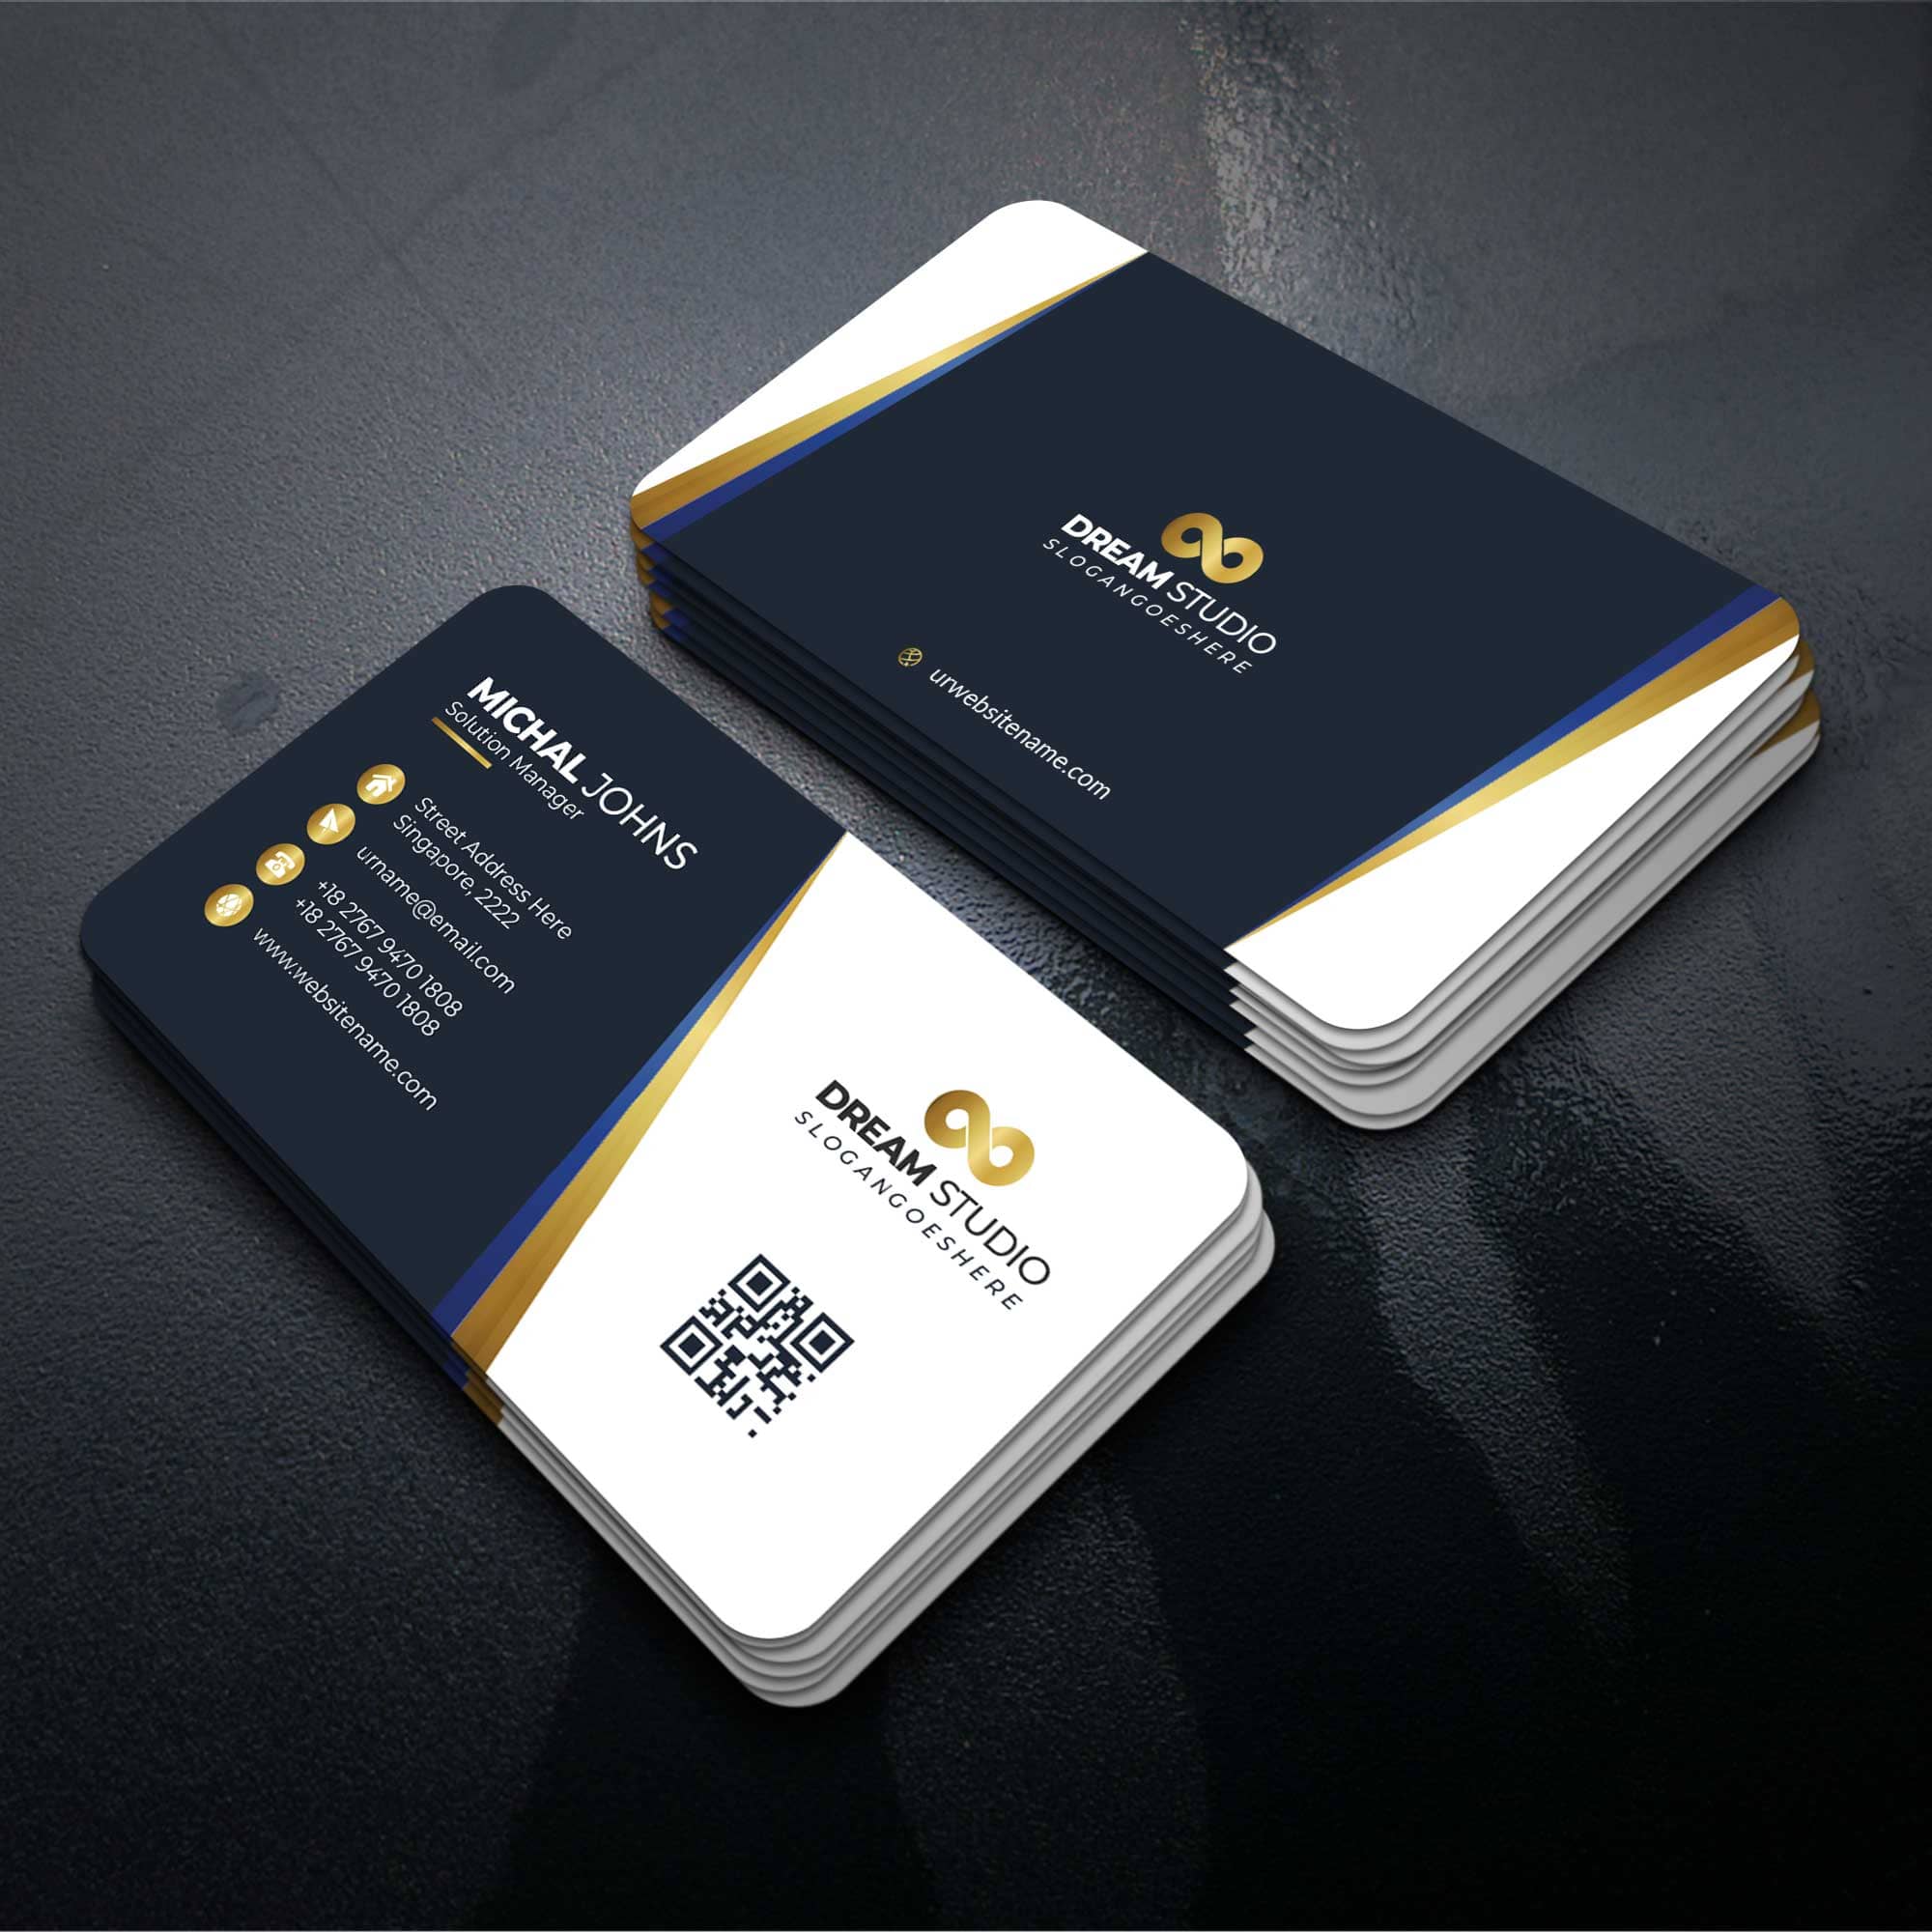 DREAM STUDIO
SLOGANGOESHERE
urwebsitename.com
MICHAL JOHNS
Solution Manager
Street Address Here
Singapore, 2222
urname@email.com
+18 2767 9470 1808
+18 2767 9470 1808
www.websitename.com
DREAM STUDIO
SLOGANGOESHERE